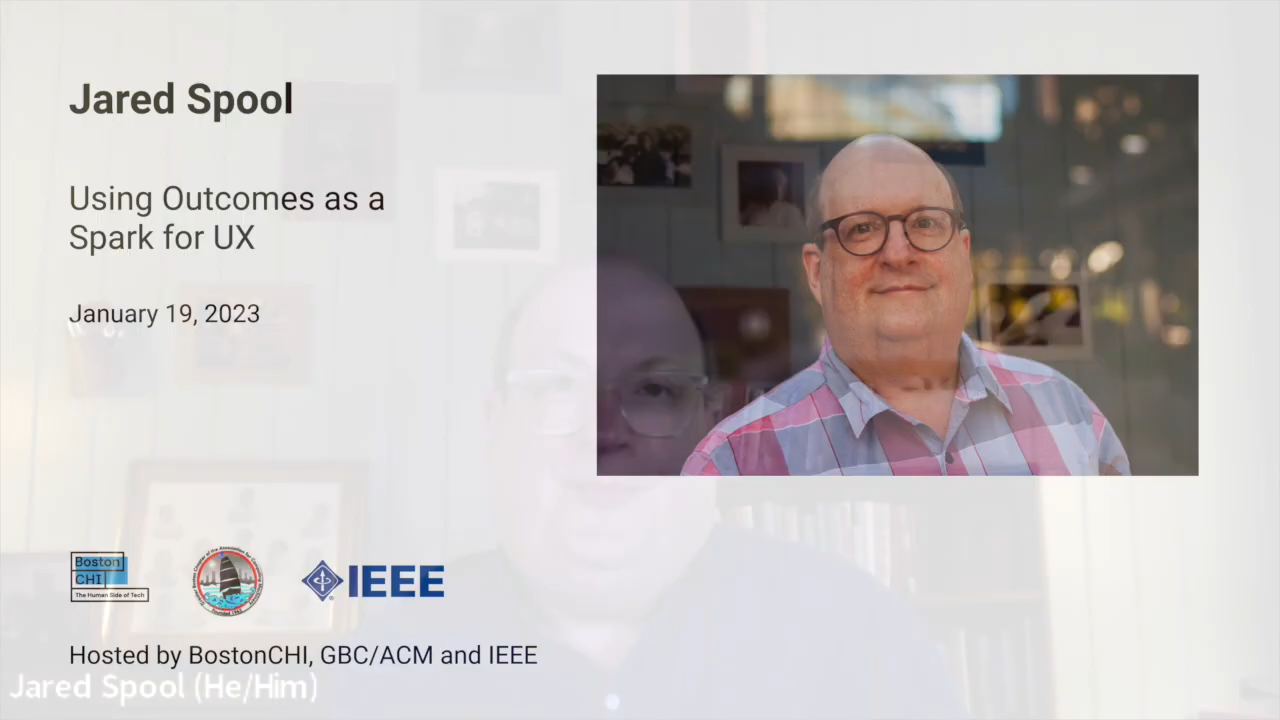 Jared Spool
Using Outcomes as a
Spark for UX
January 19, 2023
Boston
CHI
The Human Side of Tech
IEEE
Hosted by BostonCHI, GBC/ACM and IEEE
Jared Spool (He/Him)